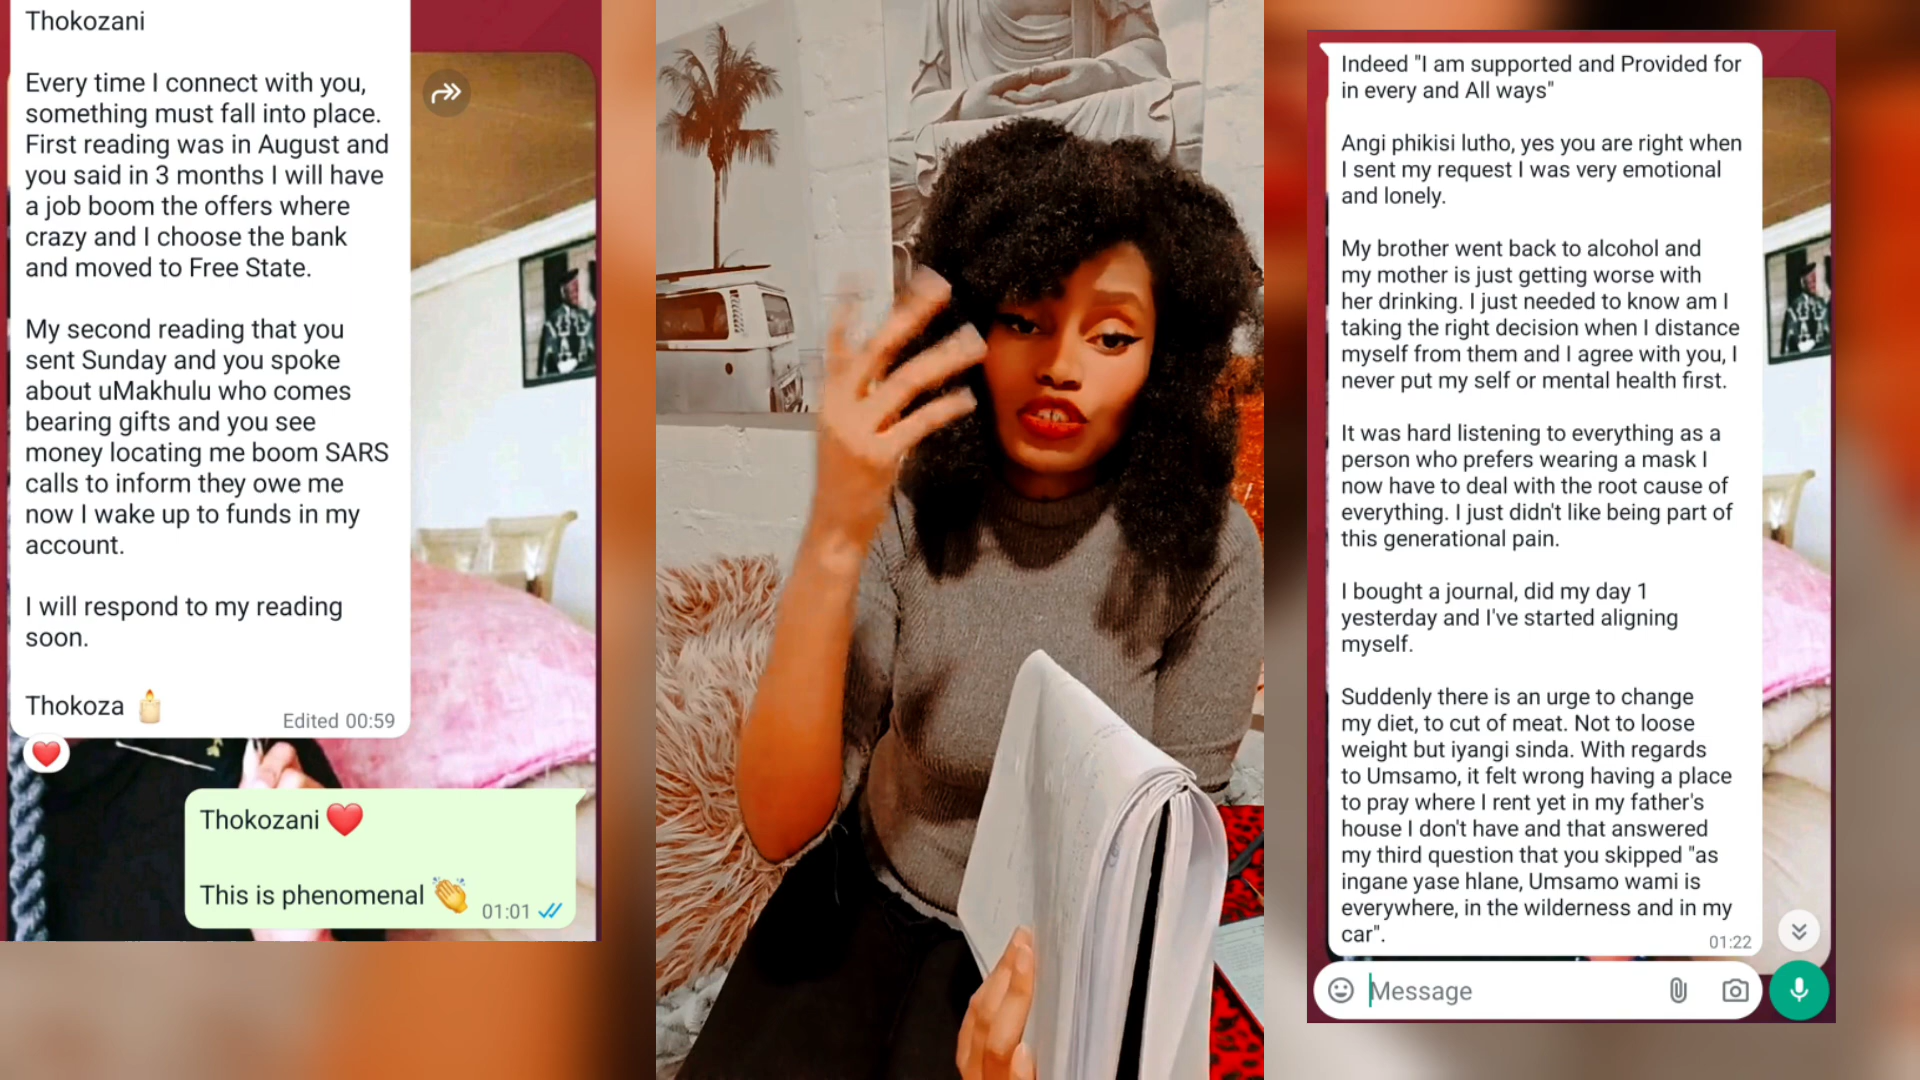 Thokozani
Every time I connect with you,
something must fall into place.
First reading was in August and
you said in 3 months I will have
a job boom the offers where
crazy and I choose the bank
and moved to Free State.
My second reading that you
sent Sunday and you spoke
about uMakhulu who comes
bearing gifts and you see
money locating me boom SARS
calls to inform they owe me
now I wake up to funds in my
account.
I will respond to my reading
soon.
Thokoza 🕯️
Edited 00:59
❤️
Thokozani ❤️
This is phenomenal 👏
01:01
Indeed "I am supported and Provided for
in every and All ways"
Angi phikisi lutho, yes you are right when
I sent my request I was very emotional
and lonely.
My brother went back to alcohol and
my mother is just getting worse with
her drinking. I just needed to know am I
taking the right decision when I distance
myself from them and I agree with you, I
never put my self or mental health first.
It was hard listening to everything as a
person who prefers wearing a mask I
now have to deal with the root cause of
everything. I just didn't like being part of
this generational pain.
I bought a journal, did my day 1
yesterday and I've started aligning
myself.
Suddenly there is an urge to change
my diet, to cut of meat. Not to loose
weight but iyangi sinda. With regards
to Umsamo, it felt wrong having a place
to pray where I rent yet in my father's
house I don't have and that answered
my third question that you skipped "as
ingane yase hlane, Umsamo wami is
everywhere, in the wilderness and in my
car".
01:22
Message